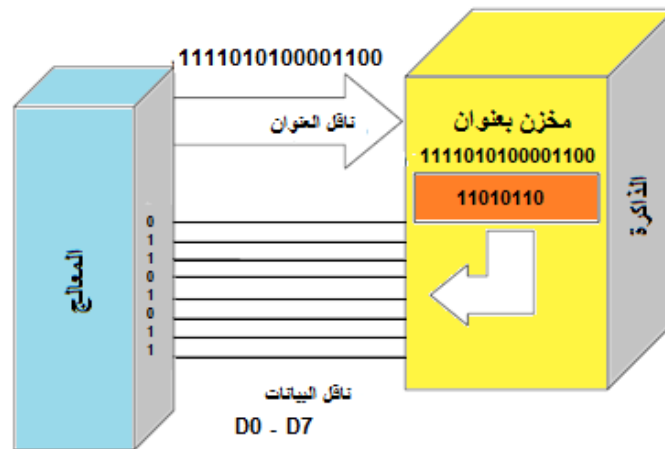 1111010100001100
ناقل العنوان
مخزن بعنوان
1111010100001100
11010110
الذاكرة
المعالج
0
1
1
0
1
0
1
1
ناقل البيانات
D0 - D7